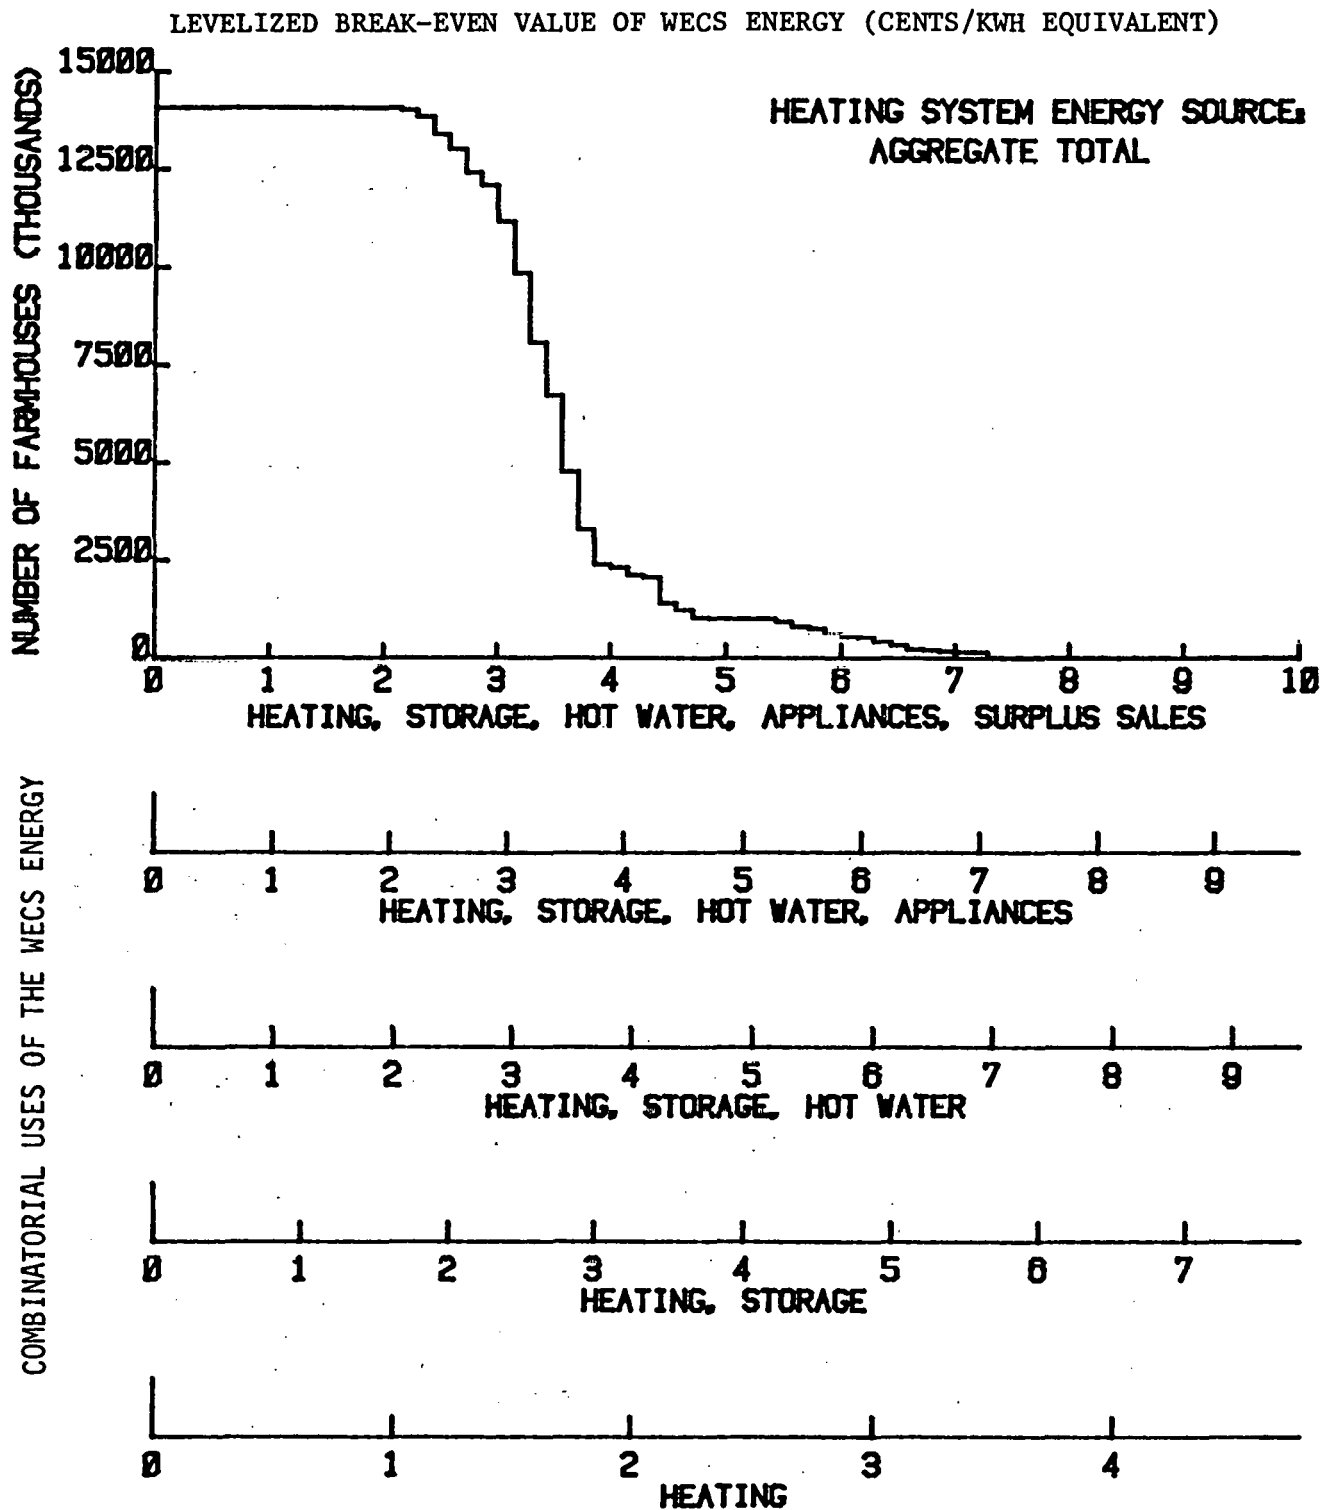 LEVELIZED BREAK-EVEN VALUE OF WECS ENERGY (CENTS/KWH EQUIVALENT)
NUMBER OF FARMHOUSES (THOUSANDS)
15000
12500
10000
7500
5000
2500
0
HEATING SYSTEM ENERGY SOURCE:
AGGREGATE TOTAL
0 1 2 3 4 5 6 7 8 9 10
HEATING, STORAGE, HOT WATER, APPLIANCES, SURPLUS SALES
COMBINATORIAL USES OF THE WECS ENERGY
0 1 2 3 4 5 6 7 8 9
HEATING, STORAGE, HOT WATER, APPLIANCES
0 1 2 3 4 5 6 7 8 9
HEATING, STORAGE, HOT WATER
0 1 2 3 4 5 6 7
HEATING, STORAGE
0 1 2 3 4
HEATING